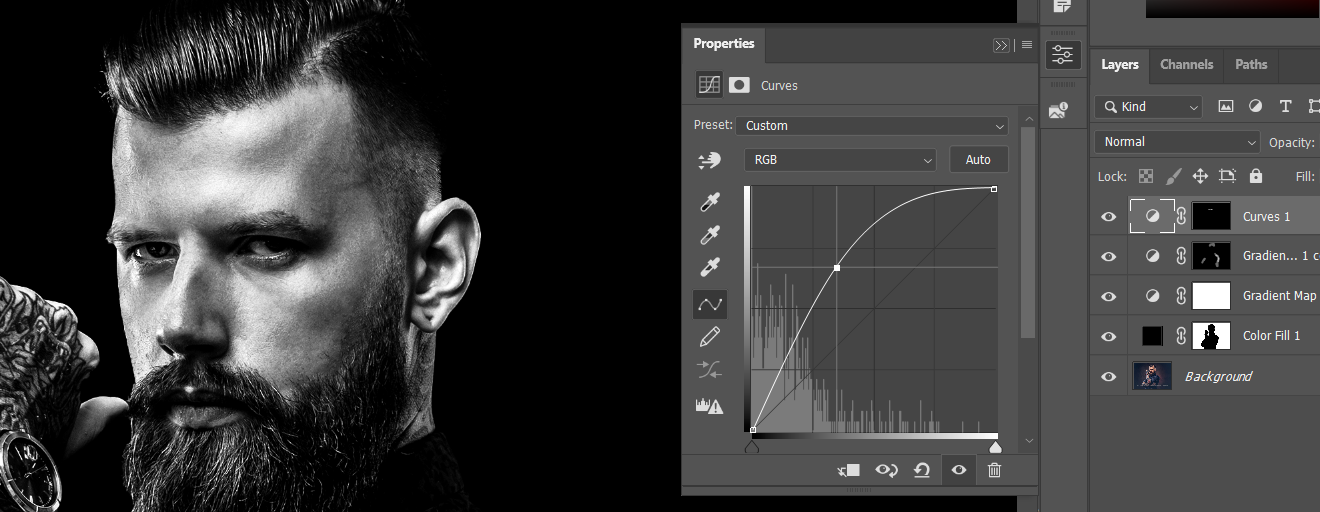 Properties
Curves
Preset: Custom
RGB
Auto
Layers Channels Paths
Kind
Normal Opacity:
Lock: Fill:
Curves 1
Gradien... 1 c
Gradient Map
Color Fill 1
Background